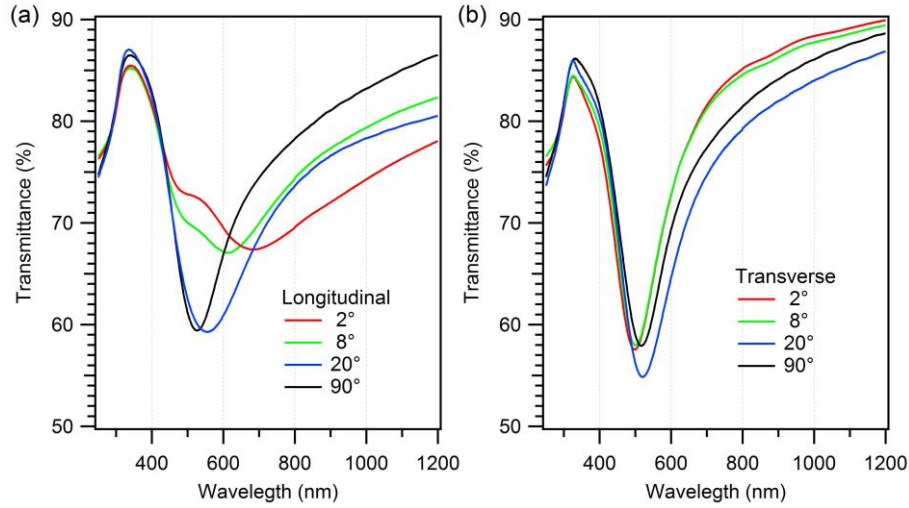 (a)
90
80
70
60
50
Transmittance (%)
Longitudinal
2°
8°
20°
90°
400 600 800 1000 1200
Wavelegth (nm)
(b)
90
80
70
60
50
Transmittance (%)
Transverse
2°
8°
20°
90°
400 600 800 1000 1200
Wavelegth (nm)